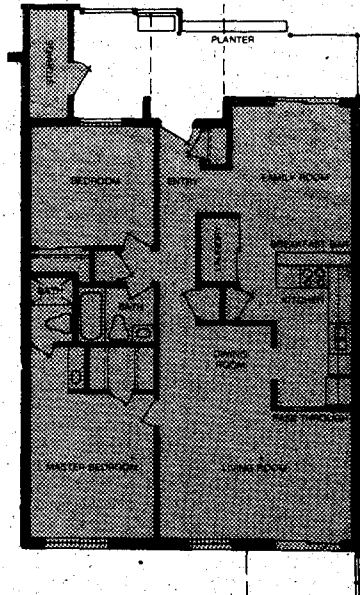 PLANTER
STORAGE
BEDROOM
ENTRY
FAMILY ROOM
LAUNDRY
BREAKFAST BAR
KITCHEN
BATH
BATH
DINING
ROOM
PASS THROUGH
MASTER BEDROOM
LIVING ROOM